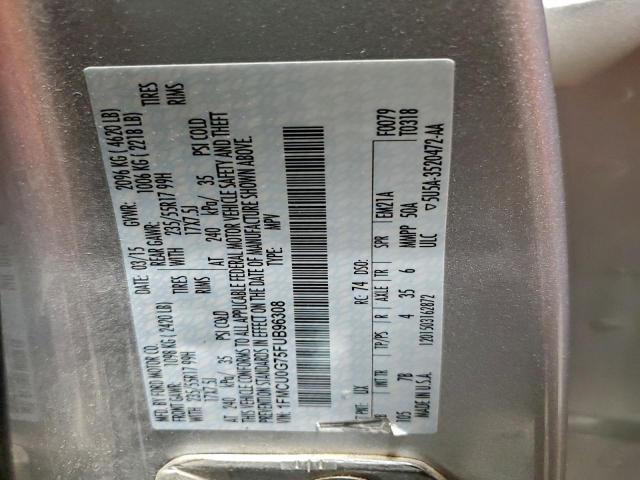 MFD. BY FORD MOTOR CO.
DATE: 03/15 GVWR: 2096 KG ( 4620 LB)
FRONT GAWR: 1098 KG ( 2420 LB) REAR GAWR: 1006 KG ( 2218 LB)
WITH 235/55R17 99H TIRES WITH 235/55R17 99H TIRES
17X7.5J RIMS 17X7.5J RIMS
AT 240 kPa/ 35 PSI COLD AT 240 kPa/ 35 PSI COLD
THIS VEHICLE CONFORMS TO ALL APPLICABLE FEDERAL MOTOR VEHICLE SAFETY AND THEFT
PREVENTION STANDARDS IN EFFECT ON THE DATE OF MANUFACTURE SHOWN ABOVE.
VIN: 1FMCU0G75FUB96308 TYPE: MPV
PNT: UX RC: 74 DSO: F0079
INT TR TP/PS R AXLE TR SPR EM21A T0318
105 7B 4 35 6 MMPP 50A
MADE IN U.S.A. 1201503162872 ULC ▽5U5A-3520472-AA